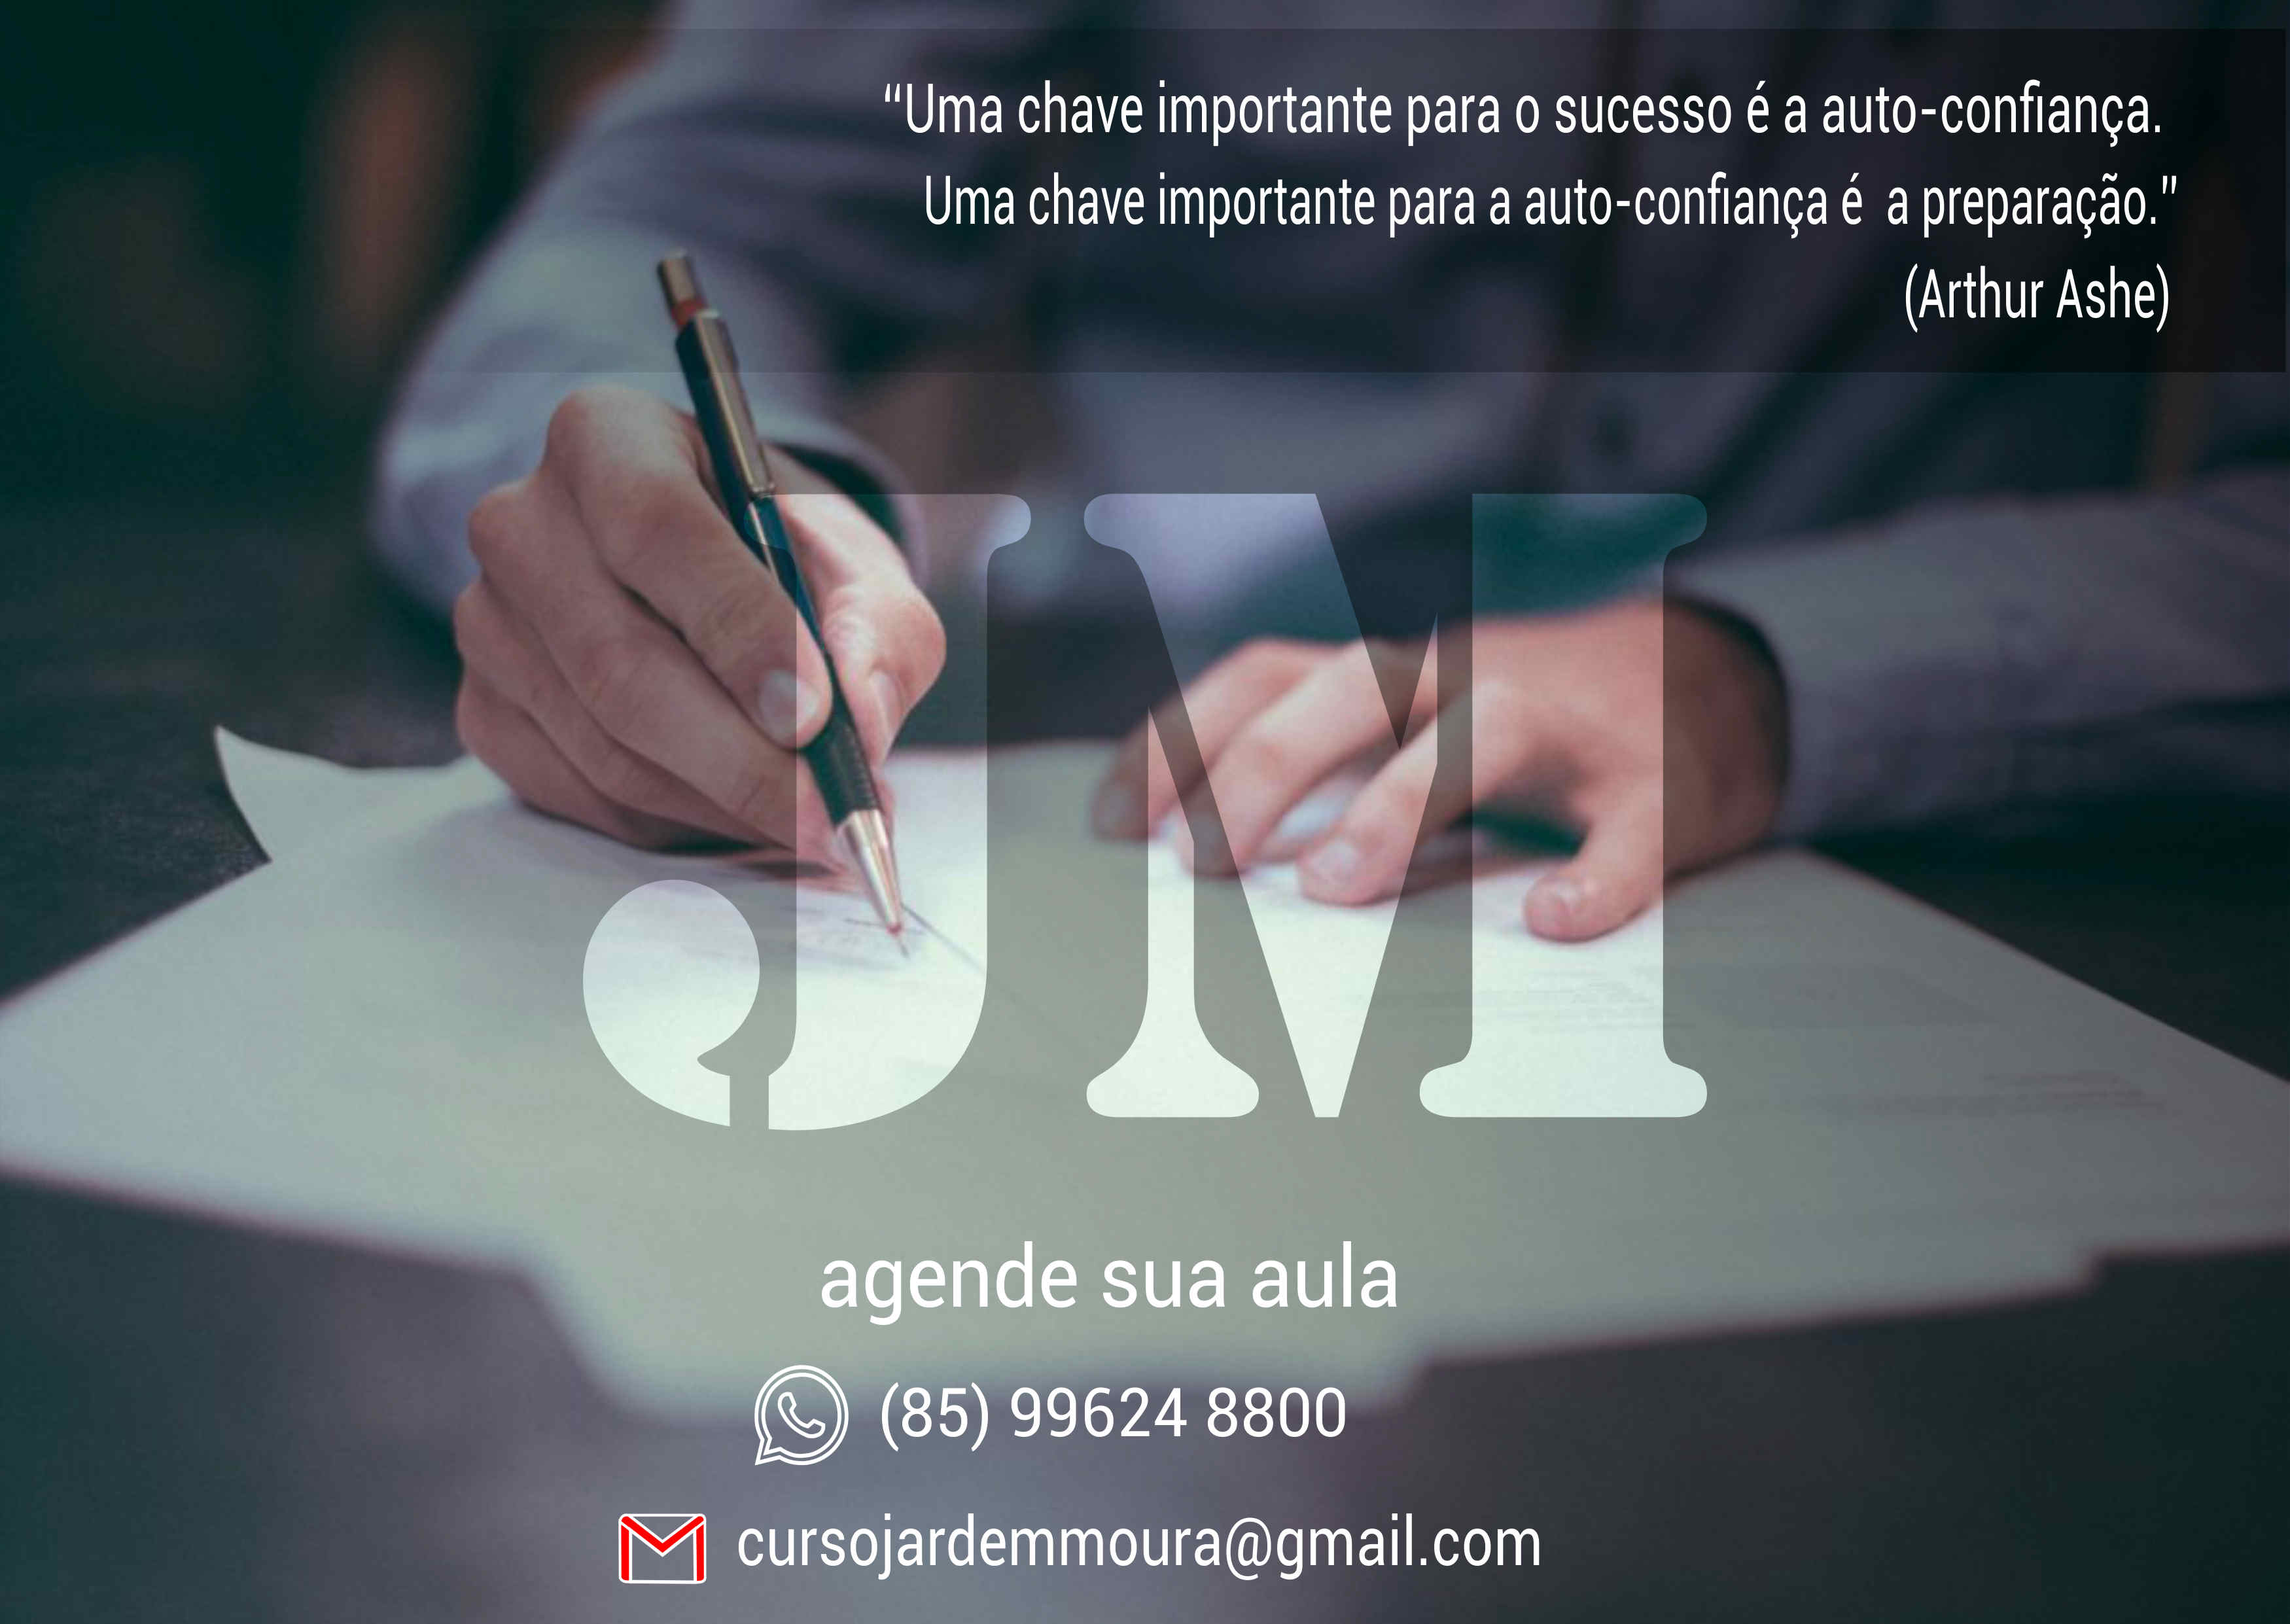 “Uma chave importante para o sucesso é a auto-confiança.
Uma chave importante para a auto-confiança é a preparação.”
(Arthur Ashe)
JM
agende sua aula
(85) 99624 8800
cursojardemmoura@gmail.com